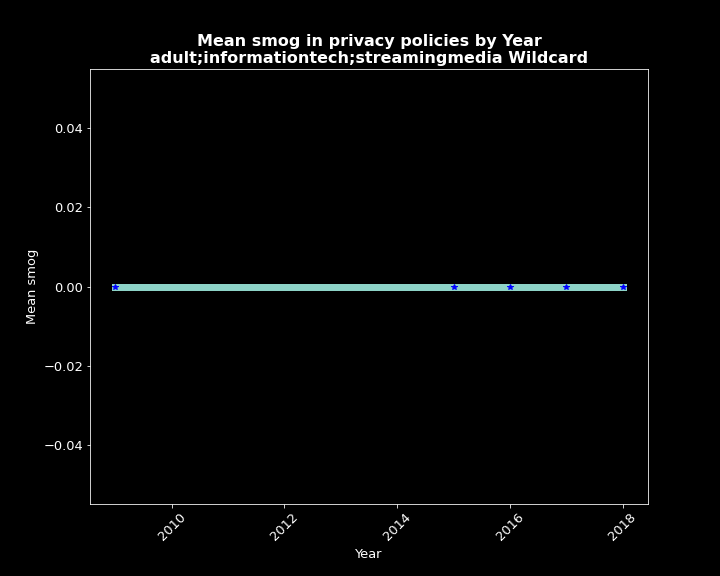 Mean smog in privacy policies by Year
adult;informationtech;streamingmedia Wildcard
0.04
0.02
0.00
−0.02
−0.04
Mean smog
2010
2012
2014
2016
2018
Year